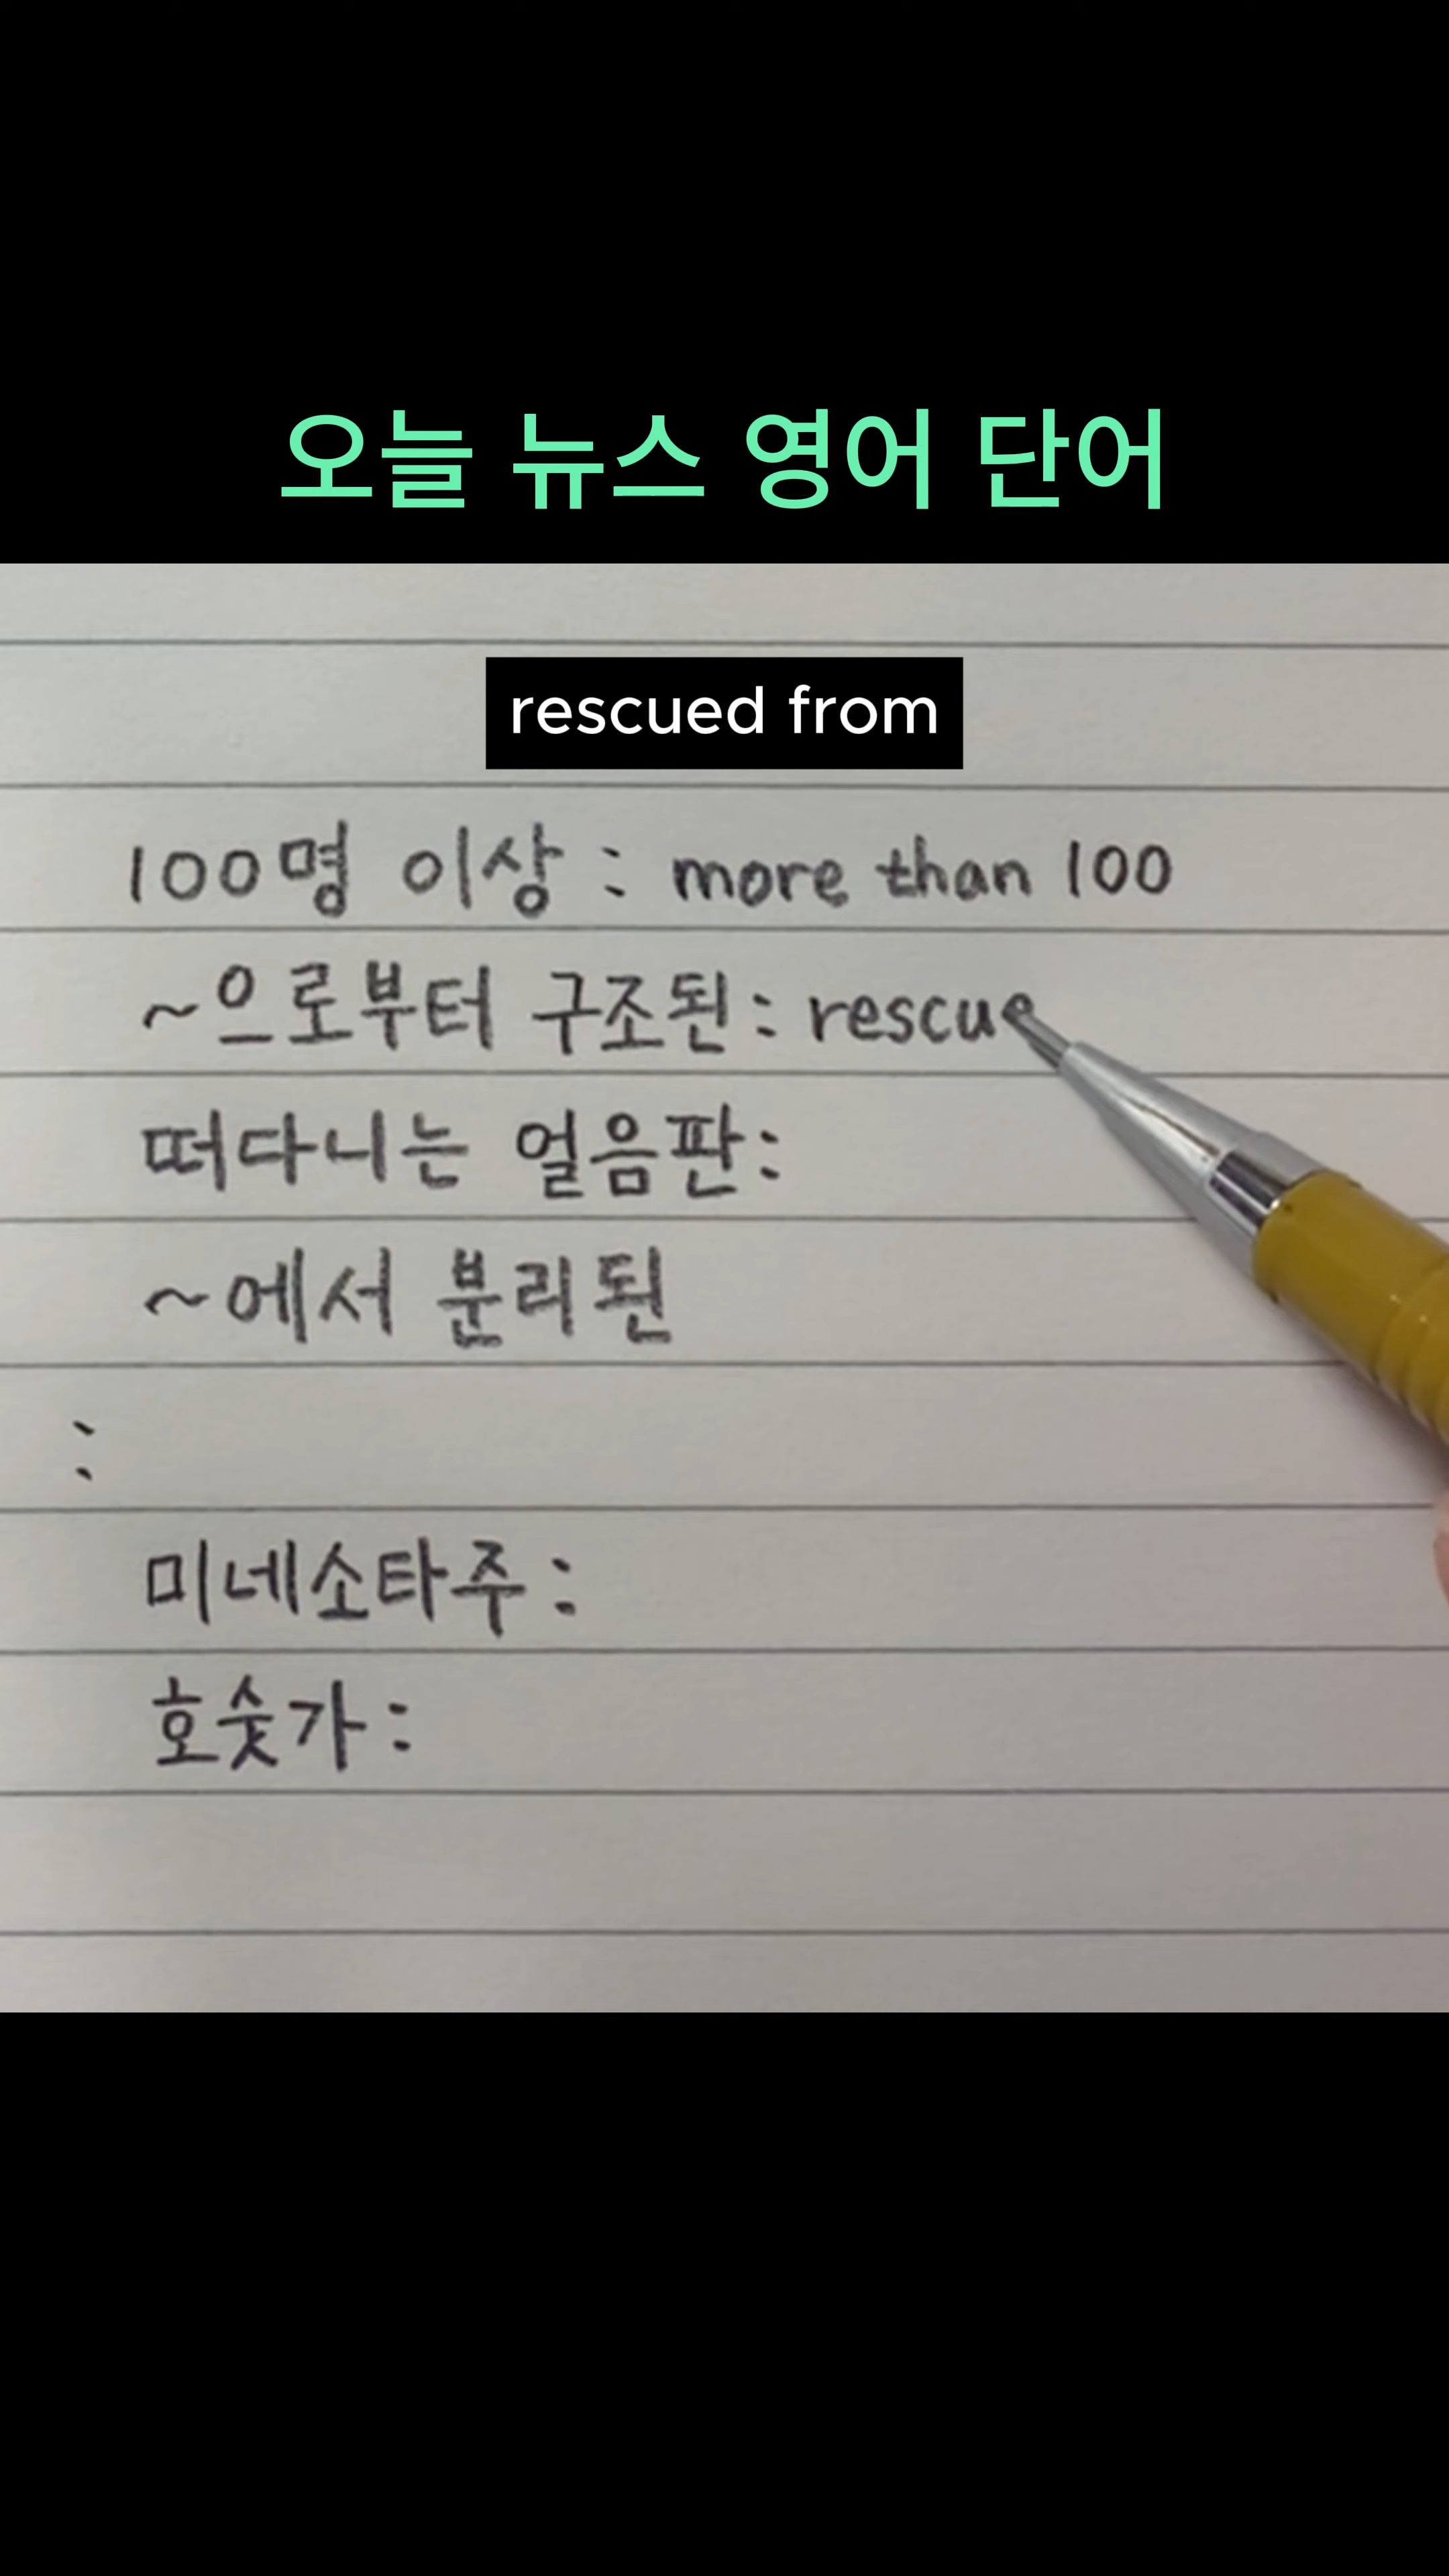 오늘 뉴스 영어 단어
rescued from
100명 이상 : more than 100
~으로부터 구조된 : rescue
떠다니는 얼음판 :
~에서 분리된
:
미네소타주 :
호숫가 :